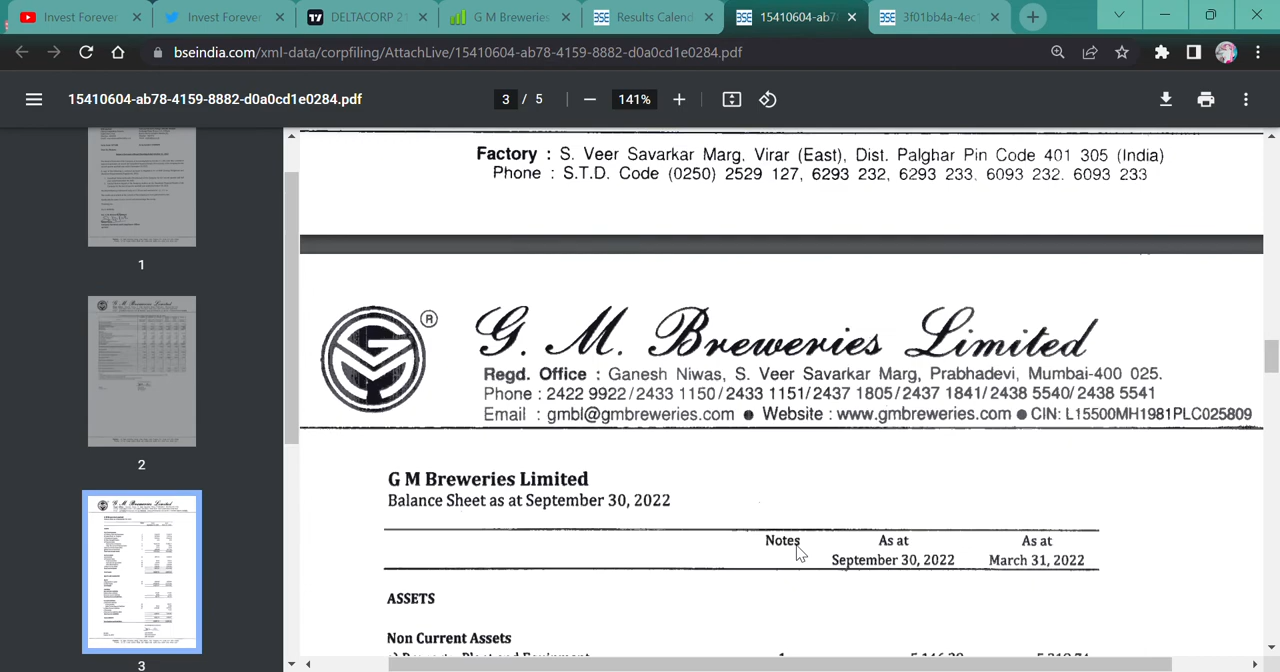 Invest Forever
Invest Forever
DELTACORP 21
G M Breweries
Results Calend
15410604-ab78
3f01bb4a-4ec1
bseindia.com/xml-data/corpfiling/AttachLive/15410604-ab78-4159-8882-d0a0cd1e0284.pdf
15410604-ab78-4159-8882-d0a0cd1e0284.pdf
3 / 5
141%
1
2
3
Factory : S. Veer Savarkar Marg. Virar (East), Dist. Palghar Pin Code 401 305 (India)
Phone : S.T.D. Code (0250) 2529 127, 6293 232, 6293 233, 6093 232. 6093 233
G. M. Breweries Limited
Regd. Office : Ganesh Niwas, S. Veer Savarkar Marg, Prabhadevi, Mumbai-400 025.
Phone : 2422 9922/2433 1150/2433 1151/2437 1805/2437 1841/2438 5540/2438 5541
Email : gmbl@gmbreweries.com ● Website : www.gmbreweries.com ● CIN: L15500MH1981PLC025809
G M Breweries Limited
Balance Sheet as at September 30, 2022
Notes As at As at
September 30, 2022 March 31, 2022
ASSETS
Non Current Assets